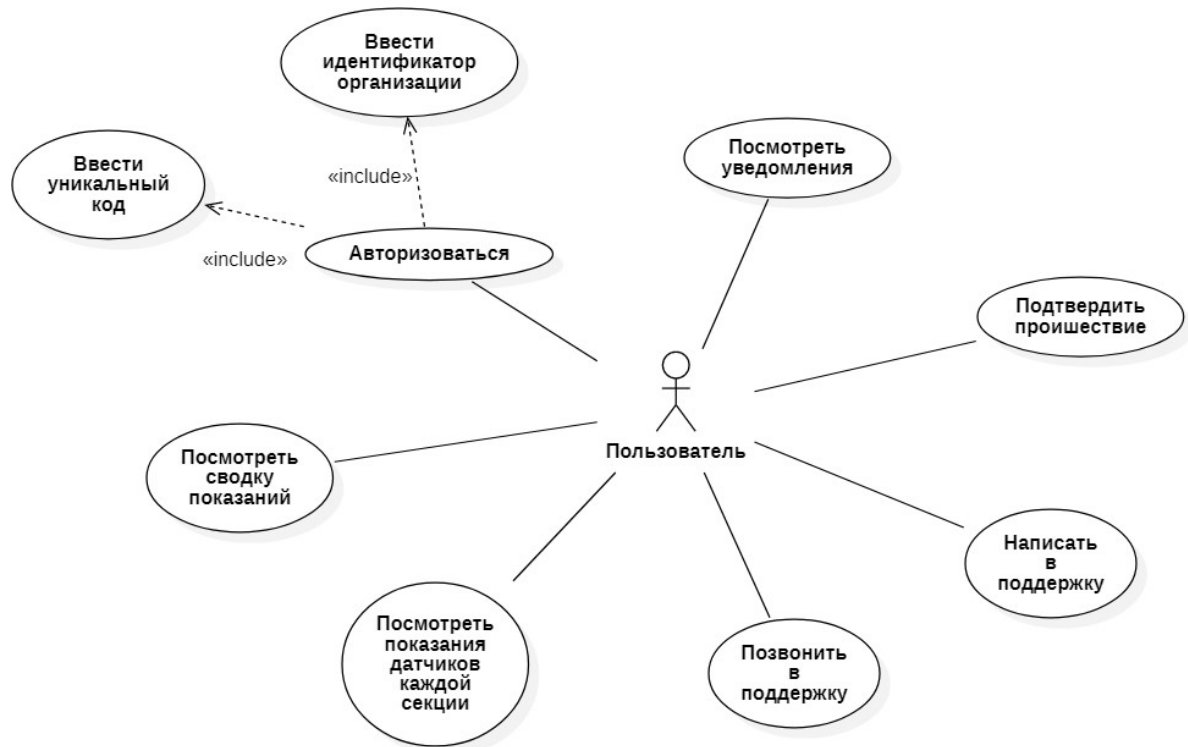 Ввести
идентификатор
организации
Ввести
уникальный
код
«include»
«include»
Авторизоваться
Посмотреть
уведомления
Подтвердить
проишествие
Пользователь
Посмотреть
сводку
показаний
Написать
в
поддержку
Посмотреть
показания
датчиков
каждой
секции
Позвонить
в
поддержку